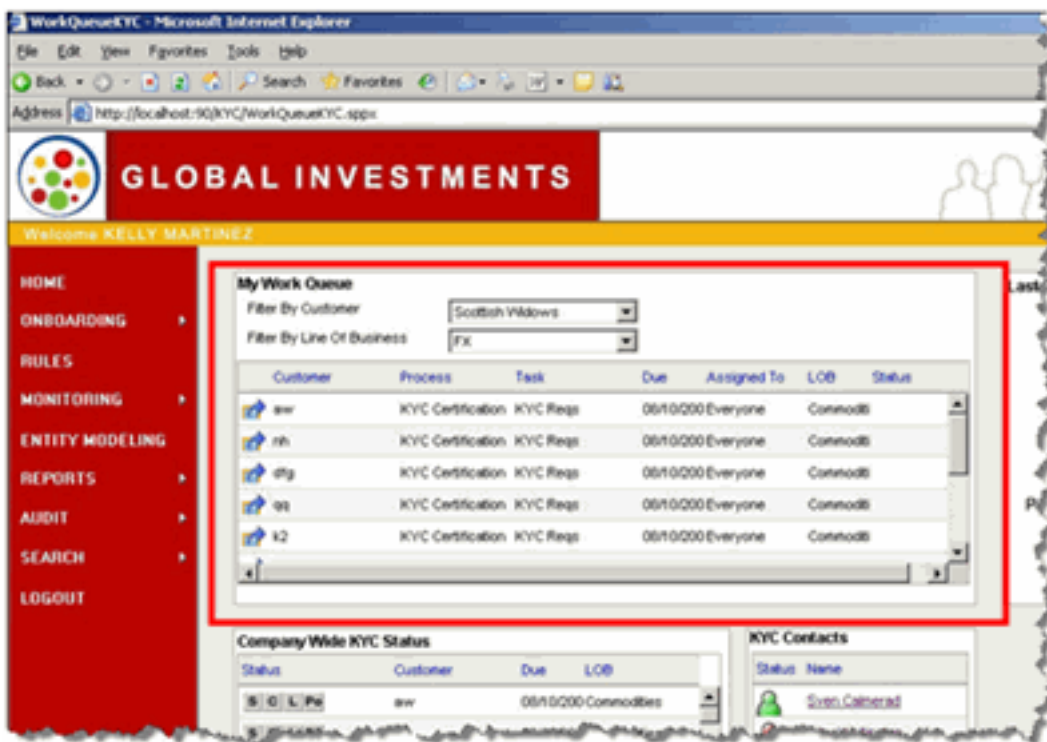 WorkQueueKYC - Microsoft Internet Explorer
File Edit View Favorites Tools Help
Back Search Favorites
Address http://localhost:90/KYC/WorkQueueKYC.aspx
GLOBAL INVESTMENTS
Welcome KELLY MARTINEZ
HOME
ONBOARDING
RULES
MONITORING
ENTITY MODELING
REPORTS
AUDIT
SEARCH
LOGOUT
My Work Queue
Filter By Customer Scottish Widows
Filter By Line Of Business FX
Customer Process Task Due Assigned To LOB Status
aw KYC Certification KYC Reqs 08/10/200 Everyone Commoditi
nh KYC Certification KYC Reqs 08/10/200 Everyone Commoditi
dfg KYC Certification KYC Reqs 08/10/200 Everyone Commoditi
qq KYC Certification KYC Reqs 08/10/200 Everyone Commoditi
k2 KYC Certification KYC Reqs 08/10/200 Everyone Commoditi
Last
Company Wide KYC Status
Status Customer Due LOB
S C L Pe aw 08/10/200 Commodities
KYC Contacts
Status Name
Sven